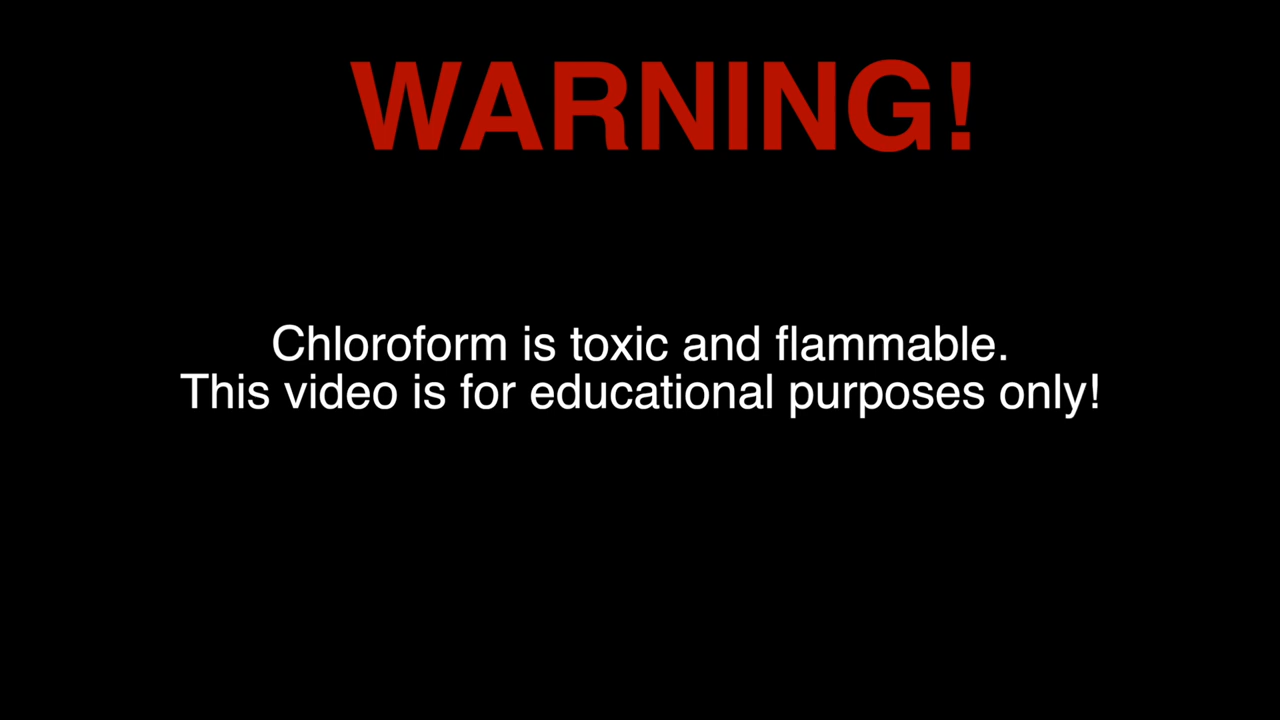 WARNING!
Chloroform is toxic and flammable.
This video is for educational purposes only!